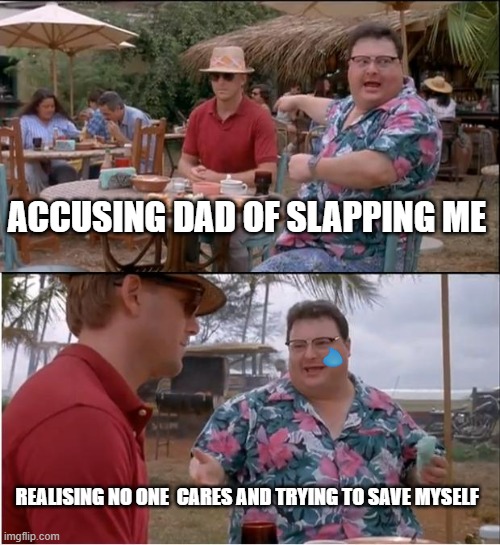 ACCUSING DAD OF SLAPPING ME
REALISING NO ONE  CARES AND TRYING TO SAVE MYSELF
imgflip.com